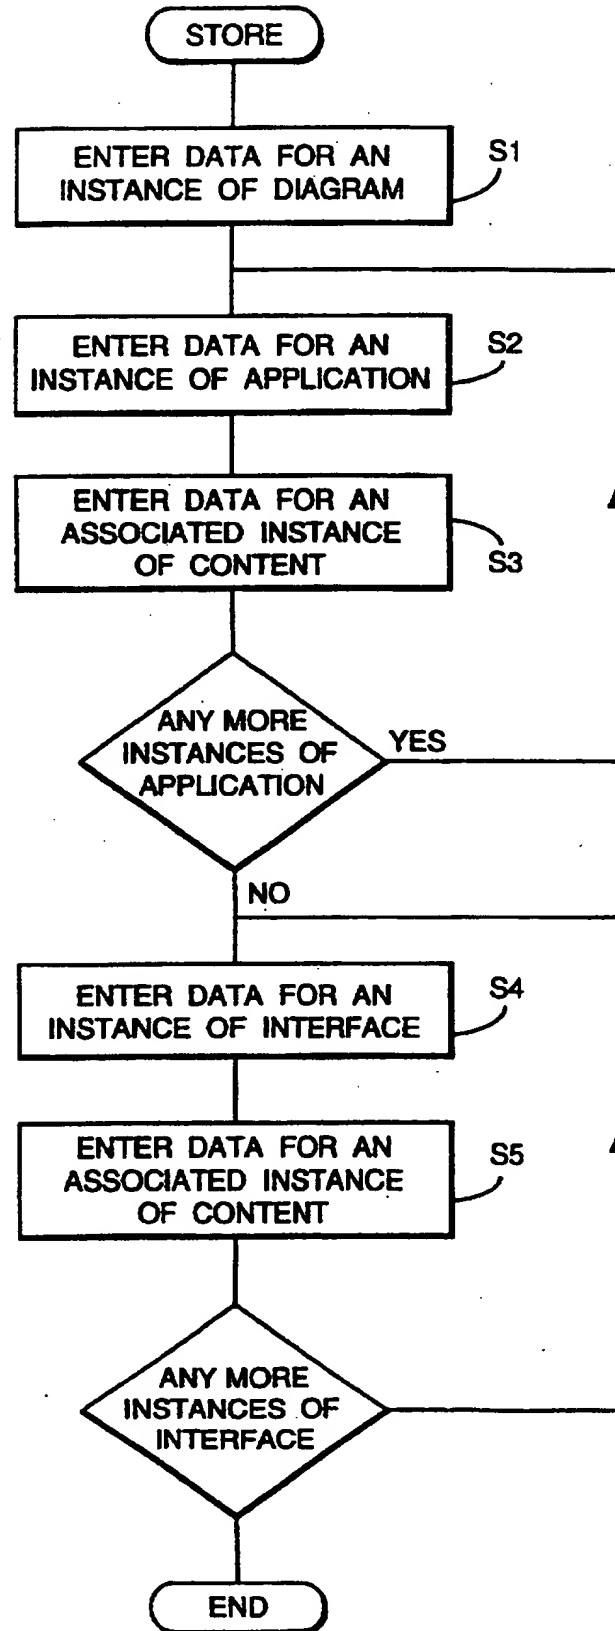 STORE
ENTER DATA FOR AN
INSTANCE OF DIAGRAM
S1
ENTER DATA FOR AN
INSTANCE OF APPLICATION
S2
ENTER DATA FOR AN
ASSOCIATED INSTANCE
OF CONTENT
S3
ANY MORE
INSTANCES OF
APPLICATION
YES
NO
ENTER DATA FOR AN
INSTANCE OF INTERFACE
S4
ENTER DATA FOR AN
ASSOCIATED INSTANCE
OF CONTENT
S5
ANY MORE
INSTANCES OF
INTERFACE
END